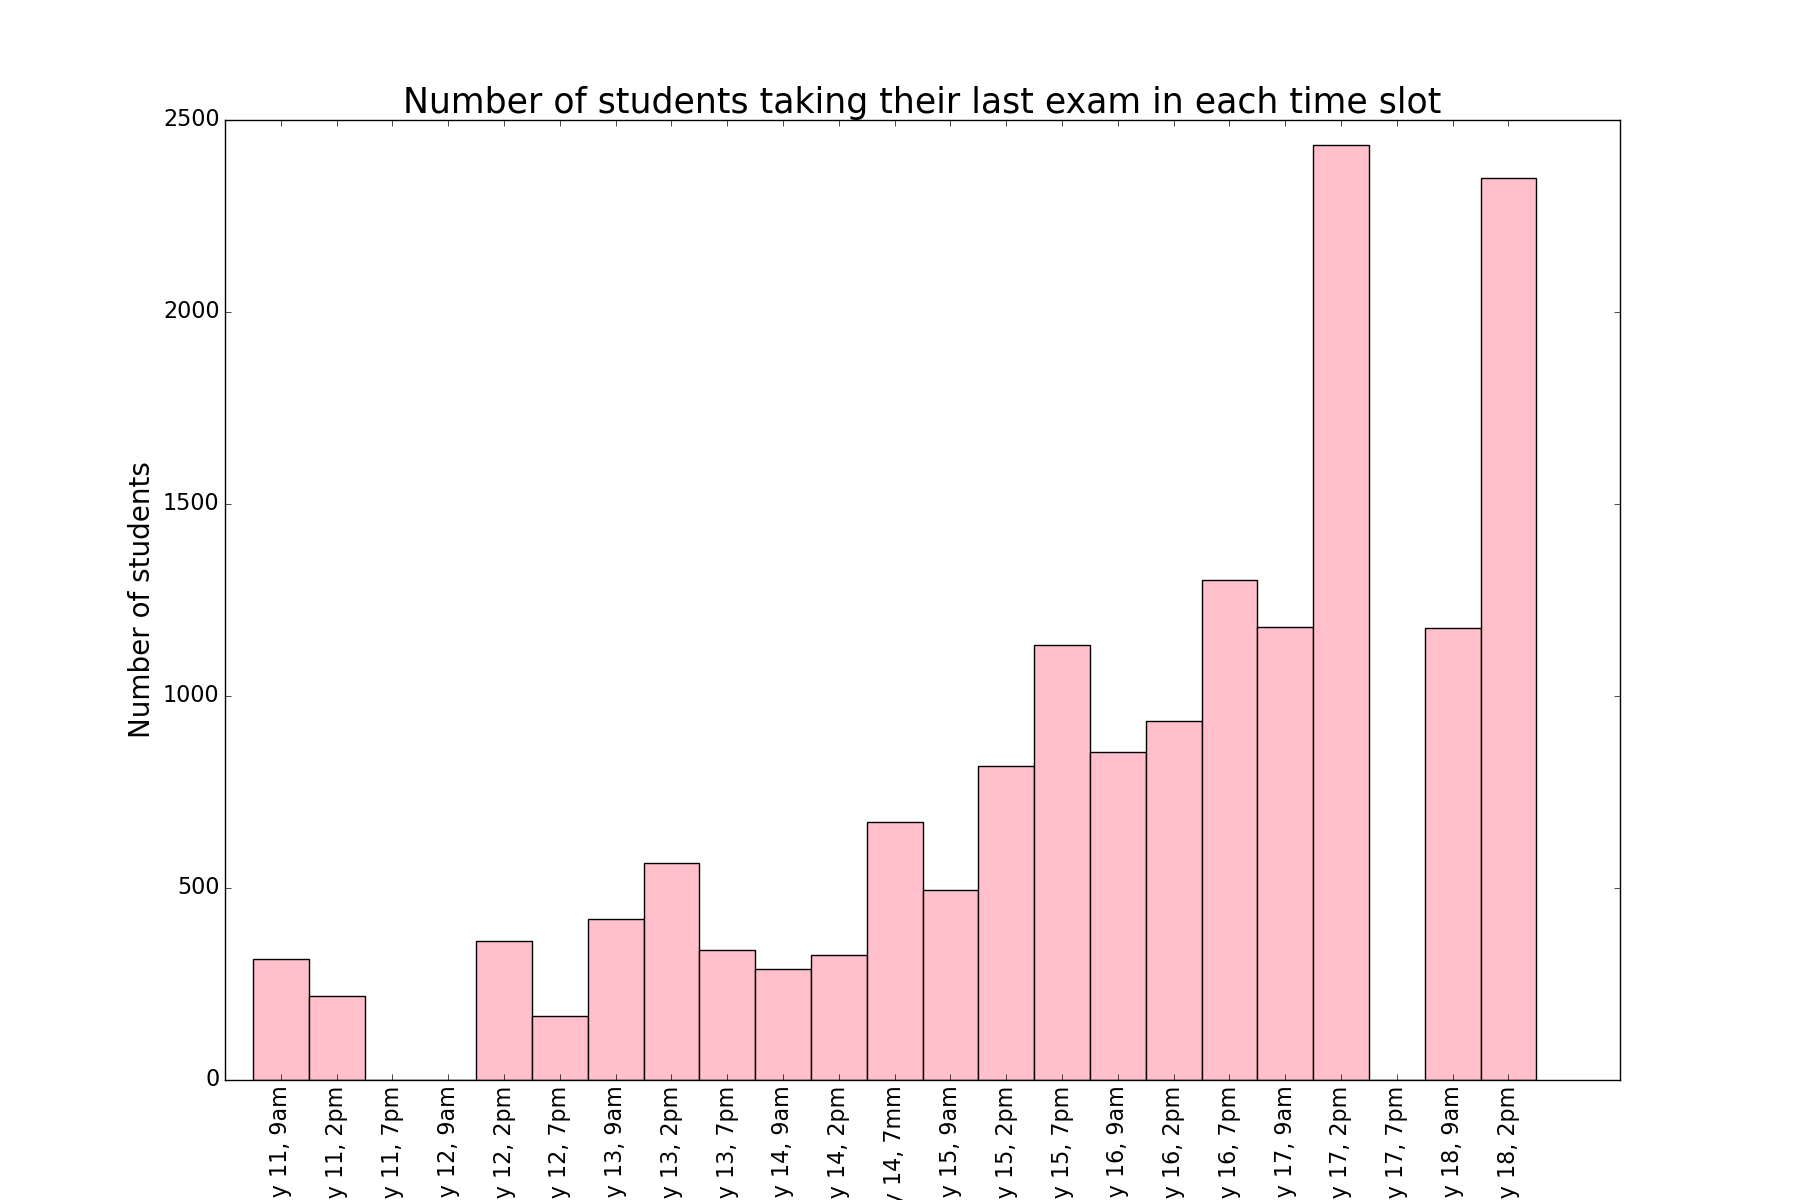 Number of students taking their last exam in each time slot
2500
2000
1500
1000
500
0
Number of students
y 11, 9am
y 11, 2pm
y 11, 7pm
y 12, 9am
y 12, 2pm
y 12, 7pm
y 13, 9am
y 13, 2pm
y 13, 7pm
y 14, 9am
y 14, 2pm
y 14, 7mm
y 15, 9am
y 15, 2pm
y 15, 7pm
y 16, 9am
y 16, 2pm
y 16, 7pm
y 17, 9am
y 17, 2pm
y 17, 7pm
y 18, 9am
y 18, 2pm